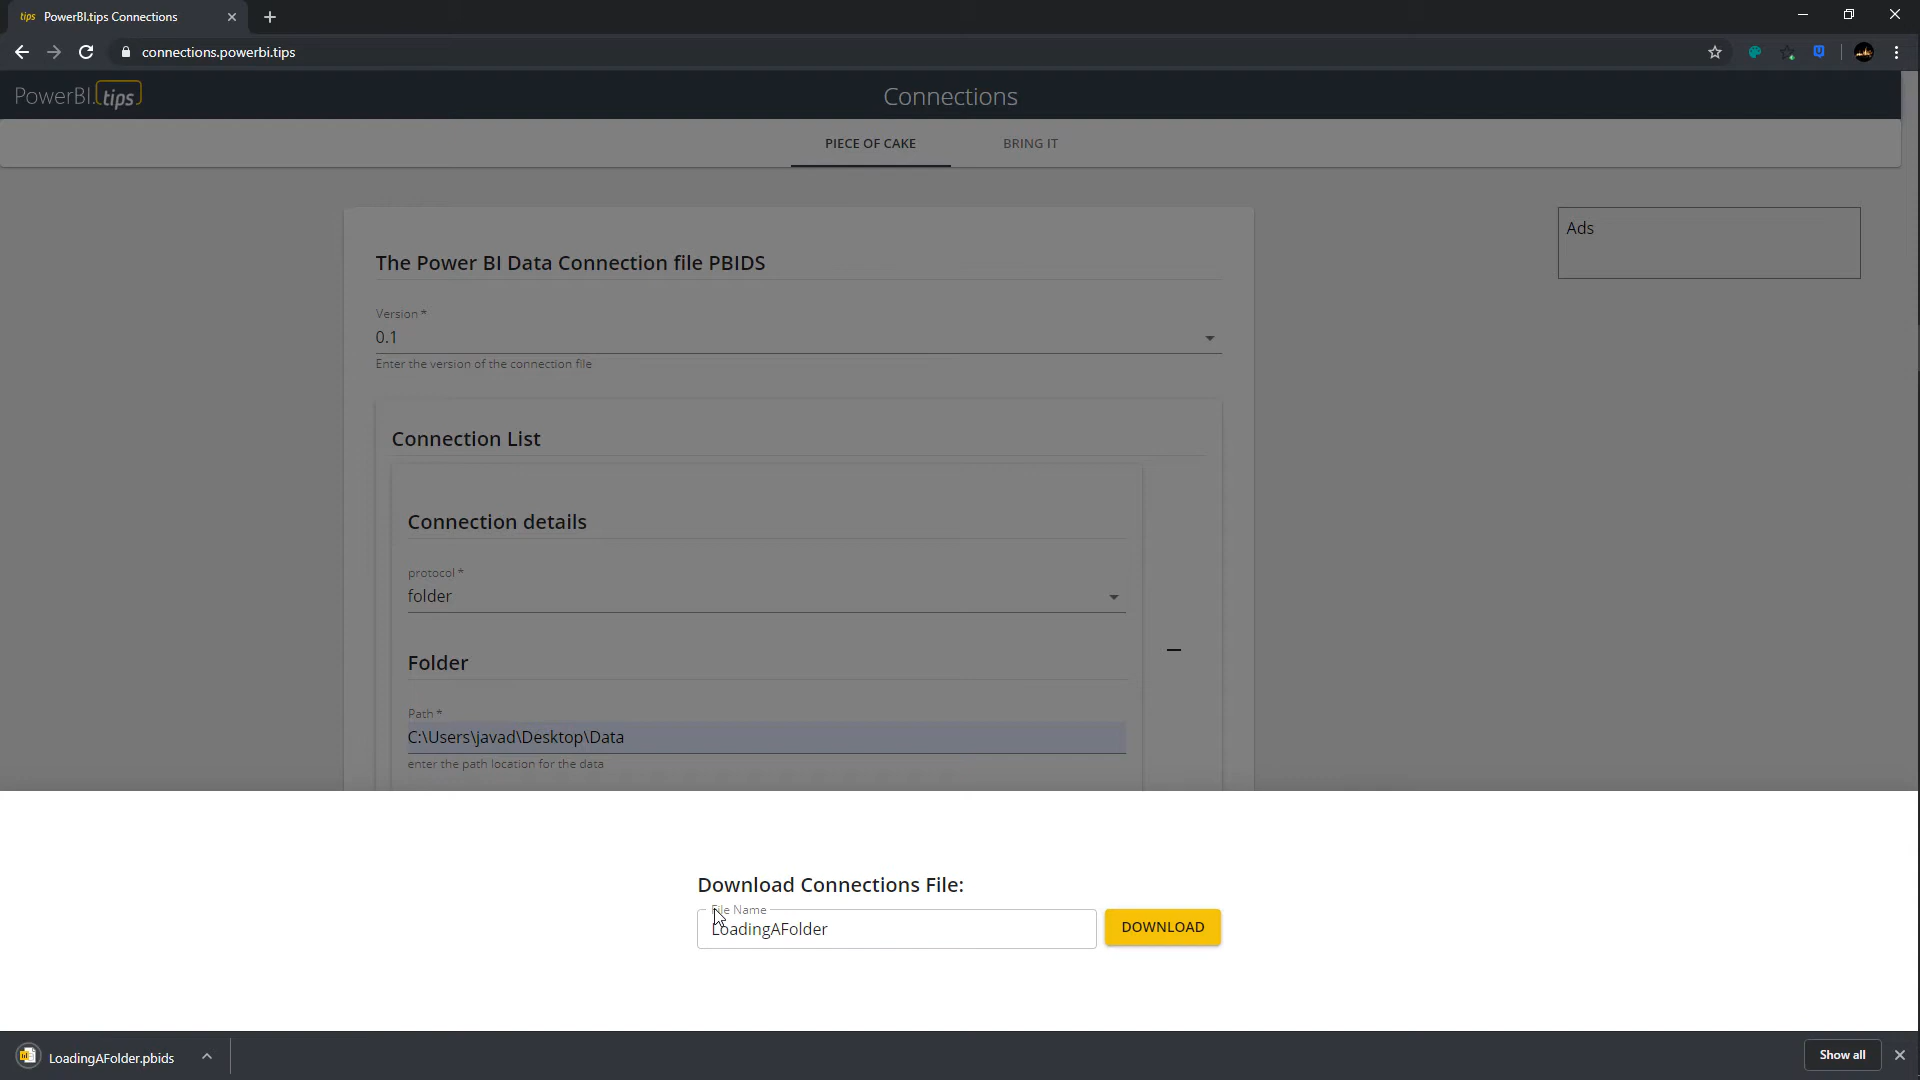 tips PowerBI.tips Connections
connections.powerbi.tips
PowerBI.tips
Connections
PIECE OF CAKE
BRING IT
Ads
The Power BI Data Connection file PBIDS
Version *
0.1
Enter the version of the connection file
Connection List
Connection details
protocol *
folder
Folder
Path *
C:\Users\javad\Desktop\Data
enter the path location for the data
Download Connections File:
File Name
LoadingAFolder
DOWNLOAD
LoadingAFolder.pbids
Show all